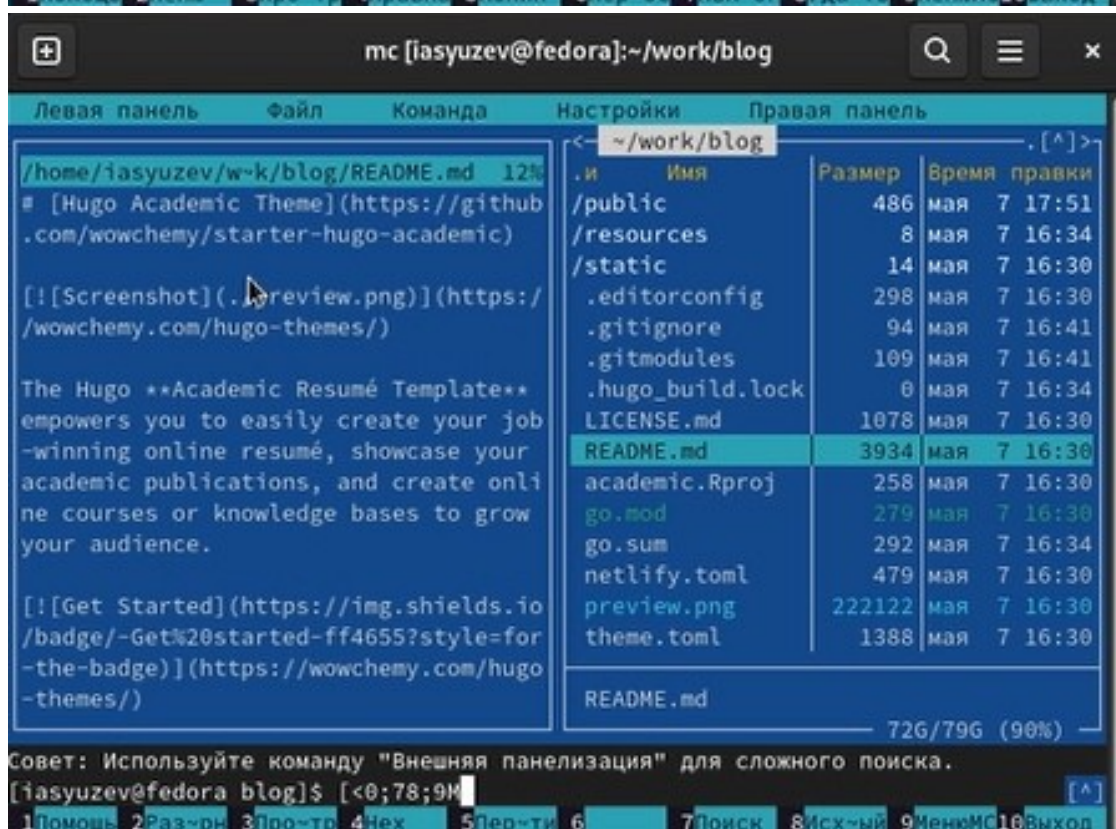 mc [iasyuzev@fedora]:~/work/blog
Левая панель Файл Команда Настройки Правая панель
/home/iasyuzev/w~k/blog/README.md 12%
# [Hugo Academic Theme](https://github
.com/wowchemy/starter-hugo-academic)
[![Screenshot](. preview.png)](https:/
/wowchemy.com/hugo-themes/)
The Hugo **Academic Resumé Template**
empowers you to easily create your job
-winning online resumé, showcase your
academic publications, and create onli
ne courses or knowledge bases to grow
your audience.
[![Get Started](https://img.shields.io
/badge/-Get%20started-ff4655?style=for
-the-badge)](https://wowchemy.com/hugo
-themes/)
<- ~/work/blog .[^]>
.и Имя Размер Время правки
/public 486 мая 7 17:51
/resources 8 мая 7 16:34
/static 14 мая 7 16:30
.editorconfig 298 мая 7 16:30
.gitignore 94 мая 7 16:41
.gitmodules 109 мая 7 16:41
.hugo_build.lock 0 мая 7 16:34
LICENSE.md 1078 мая 7 16:30
README.md 3934 мая 7 16:30
academic.Rproj 258 мая 7 16:30
go.mod 279 мая 7 16:30
go.sum 292 мая 7 16:34
netlify.toml 479 мая 7 16:30
preview.png 222122 мая 7 16:30
theme.toml 1388 мая 7 16:30
README.md
72G/79G (90%)
Совет: Используйте команду "Внешняя панелизация" для сложного поиска.
[iasyuzev@fedora blog]$ [<0;78;9M [^]
1Помощь 2Раз~рн 3Про~тр 4Hex 5Пер~ти 6 7Поиск 8Исх~ый 9МенюMC 10Выход